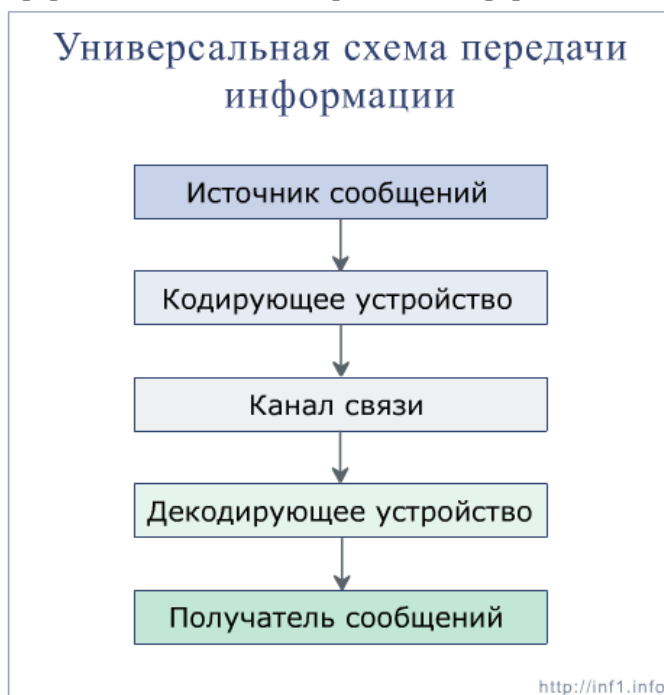 Универсальная схема передачи
информации
Источник сообщений
Кодирующее устройство
Канал связи
Декодирующее устройство
Получатель сообщений
http://inf1.info